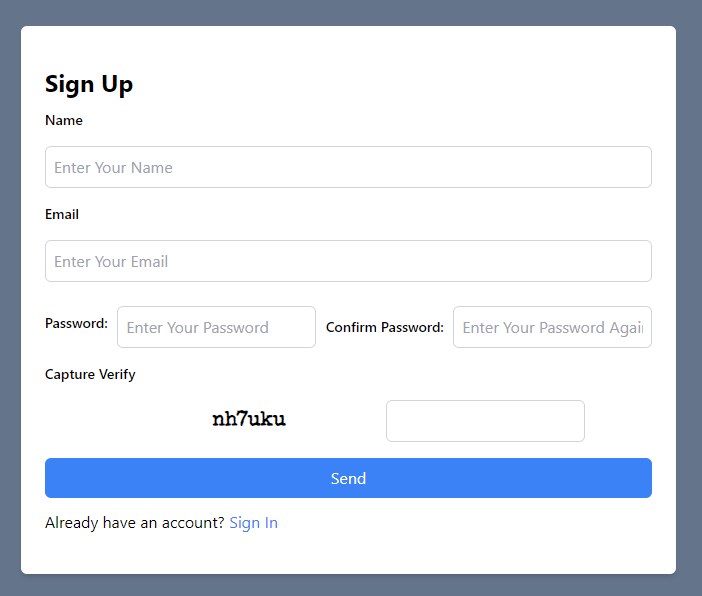 Sign Up
Name
Enter Your Name
Email
Enter Your Email
Password: Enter Your Password Confirm Password: Enter Your Password Agai
Capture Verify
nh7uku
Send
Already have an account? Sign In